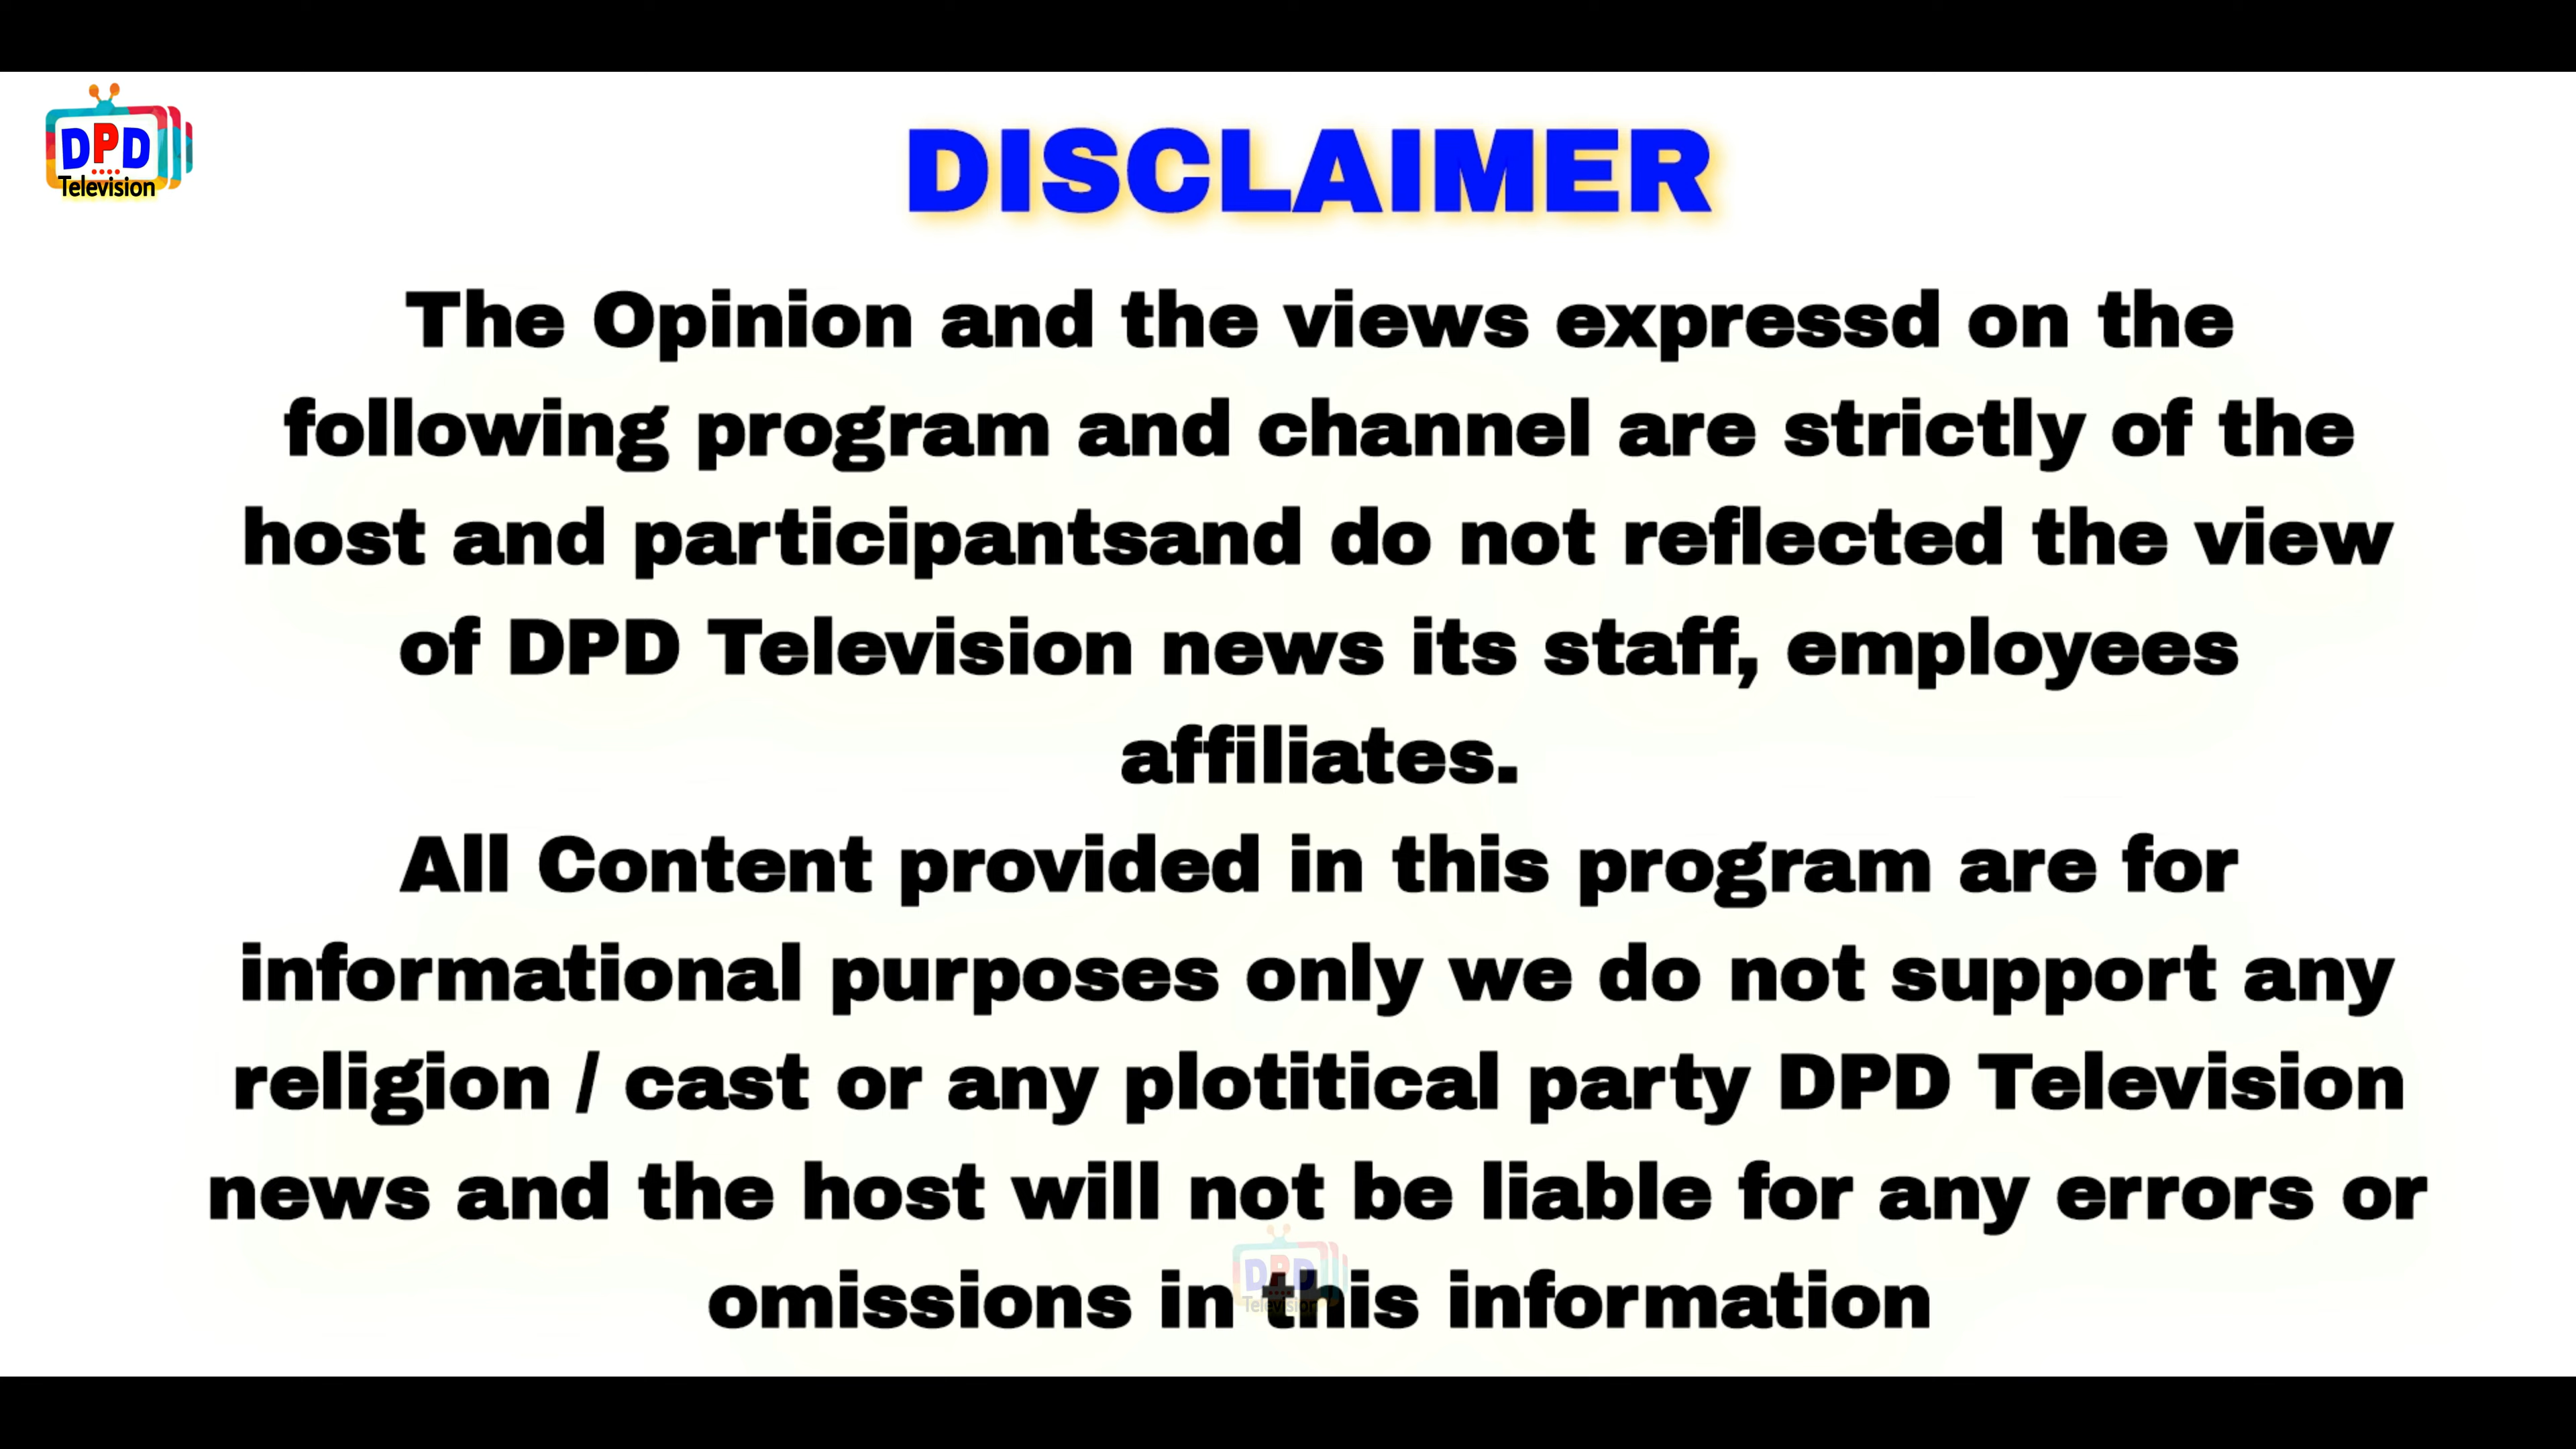 DPD
Television
DISCLAIMER
The Opinion and the views expressd on the
following program and channel are strictly of the
host and participantsand do not reflected the view
of DPD Television news its staff, employees
affiliates.
All Content provided in this program are for
informational purposes only we do not support any
religion / cast or any plotitical party DPD Television
news and the host will not be liable for any errors or
omissions in this information
DPD
Television